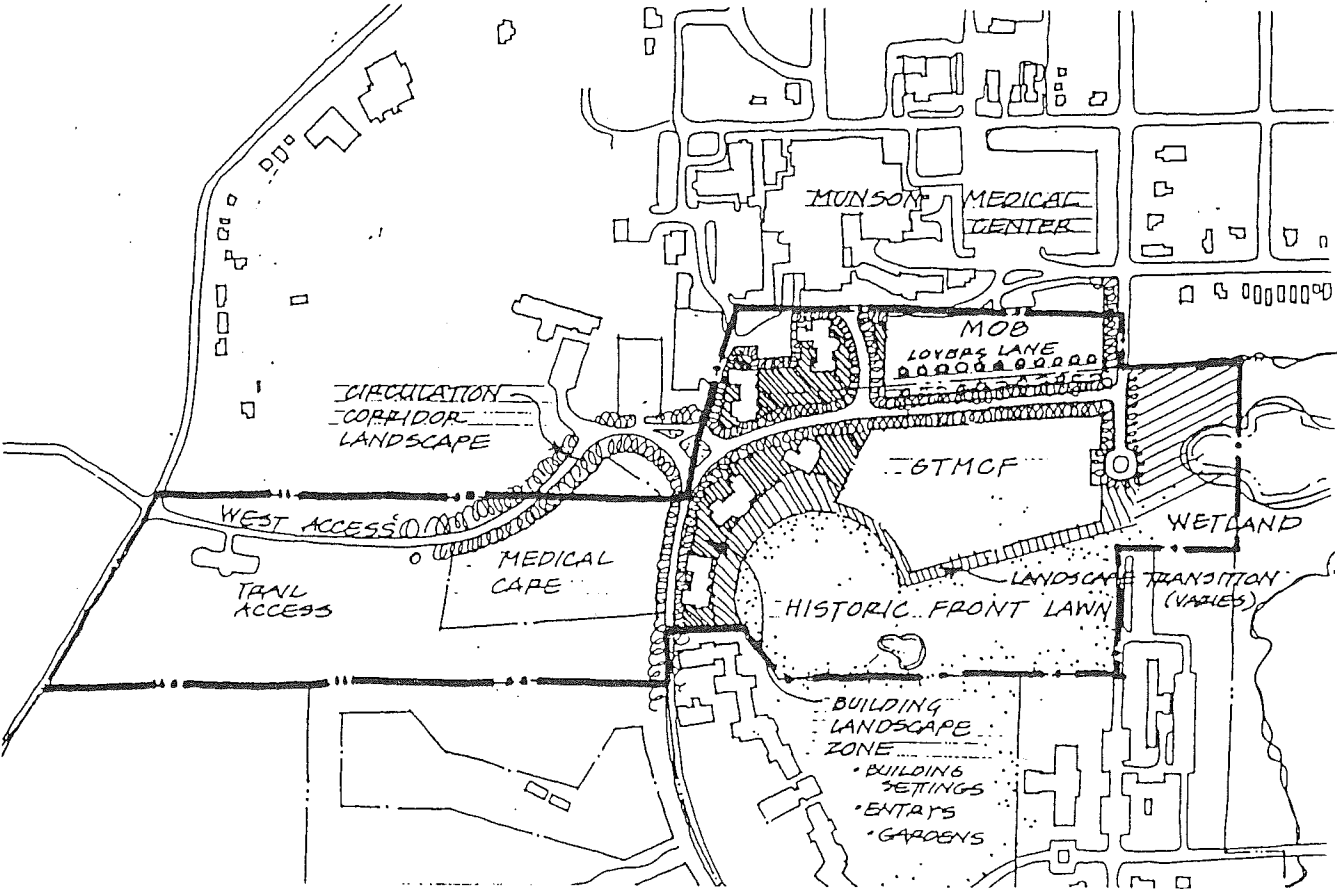 MUNSON MEDICAL
CENTER
MOB
LOVERS LANE
CIRCULATION
CORRIDOR
LANDSCAPE
GTMCF
WEST ACCESS
WETLAND
MEDICAL
CARE
TRAIL
ACCESS
LANDSCAPE TRANSITION
(VARIES)
HISTORIC FRONT LAWN
BUILDING
LANDSCAPE
ZONE
• BUILDING
SETTINGS
• ENTRYS
• GARDENS